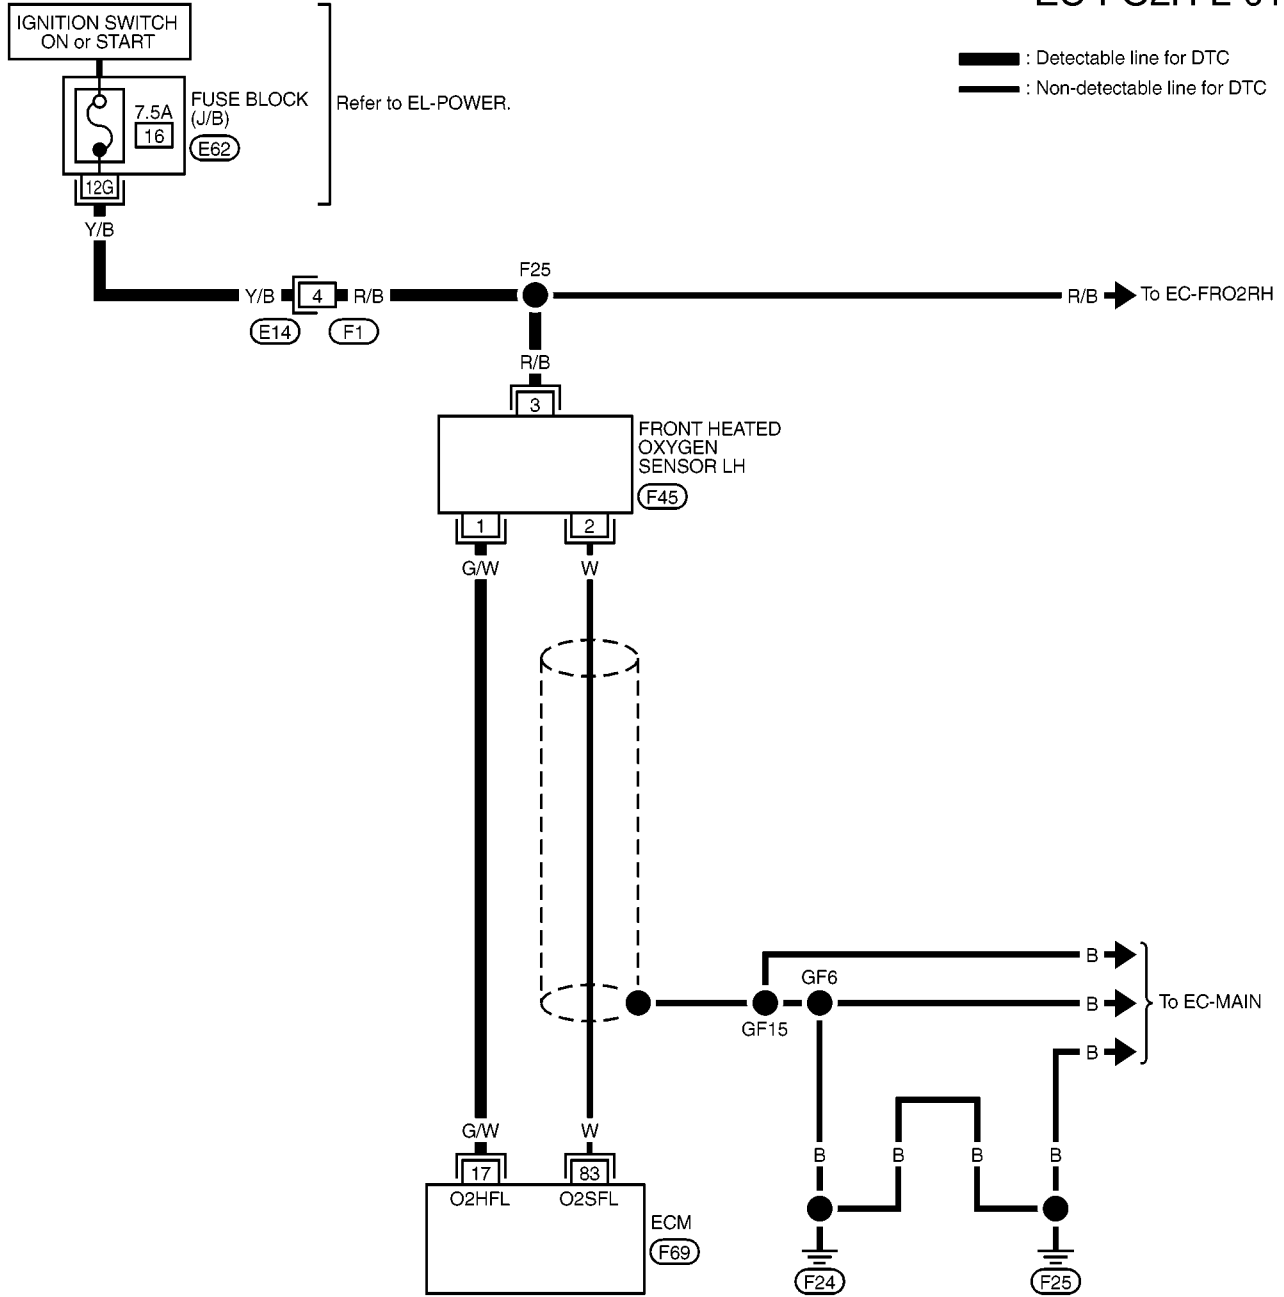 IGNITION SWITCH
ON or START
FUSE BLOCK
(J/B)
E62
7.5A
16
Refer to EL-POWER.
: Detectable line for DTC
: Non-detectable line for DTC
12G
Y/B
Y/B
4
R/B
E14
F1
F25
R/B
To EC-FRO2RH
R/B
3
FRONT HEATED
OXYGEN
SENSOR LH
F45
1
2
G/W
W
B
GF6
B
To EC-MAIN
GF15
B
G/W
W
B
B
B
B
17
83
O2HFL
O2SFL
ECM
F69
F24
F25